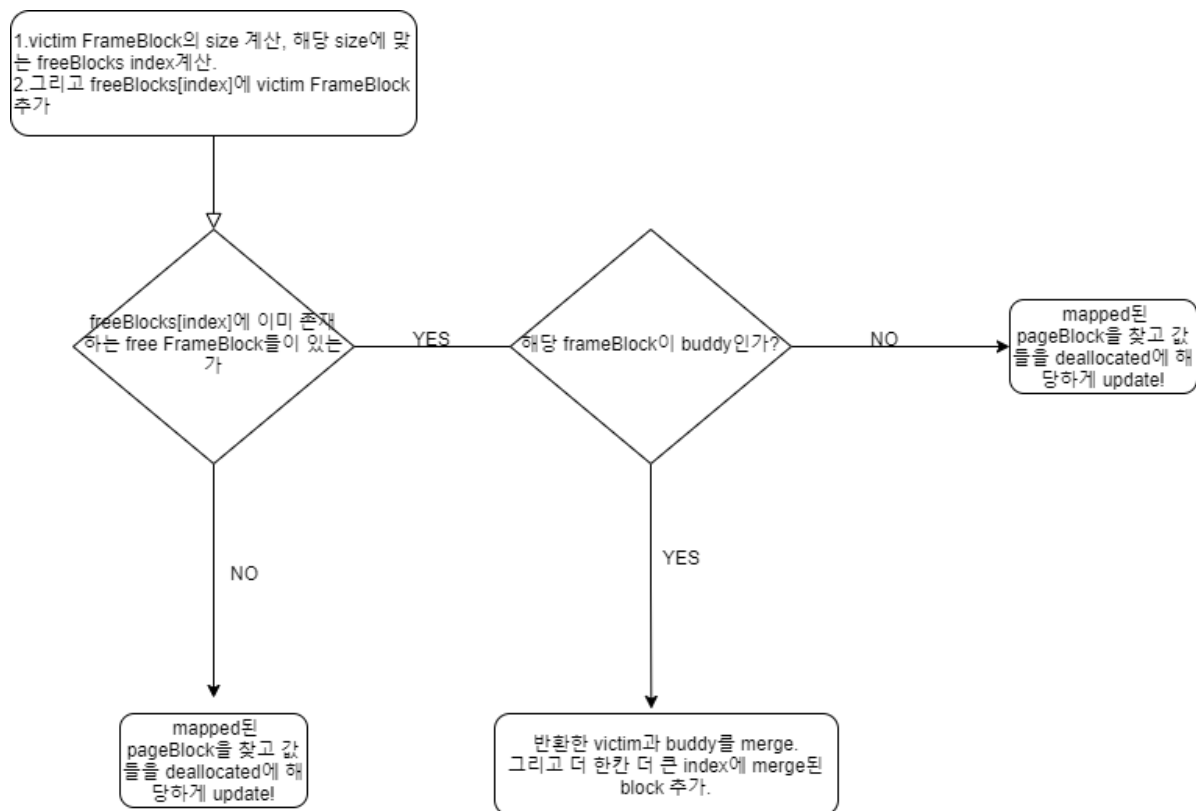 1.victim FrameBlock의 size 계산, 해당 size에 맞
는 freeBlocks index계산.
2.그리고 freeBlocks[index]에 victim FrameBlock
추가
freeBlocks[index]에 이미 존재
하는 free FrameBlock들이 있는
가
YES
해당 frameBlock이 buddy인가?
NO
mapped된
pageBlock을 찾고 값
들을 deallocated에 해
당하게 update!
NO
YES
mapped된
pageBlock을 찾고 값
들을 deallocated에 해
당하게 update!
반환한 victim과 buddy를 merge.
그리고 더 한칸 더 큰 index에 merge된
block 추가.